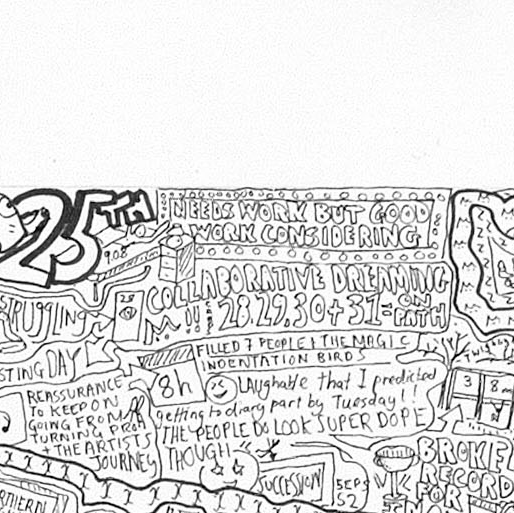 25TH
NEEDS WORK BUT GOOD
WORK CONSIDERING
9.08
COLLABORATIVE DREAMING
28.29.30+31=ON
PATH
STRUGGLING
FILLED 7 PEOPLE & THE MAGIC
INDENTATION BIRDS
DAY
8h
Laughable that I predicted
getting to diary part by Tuesday!!
THE PEOPLE DO LOOK SUPER DOPE
THOUGH
REASSURANCE
TO KEEP ON
GOING FROM A
TURNING PRO
+ THE ARTISTS
JOURNEY
3
8
SUCCESSION
SEPS
52
BROKE
RECORD
FOR